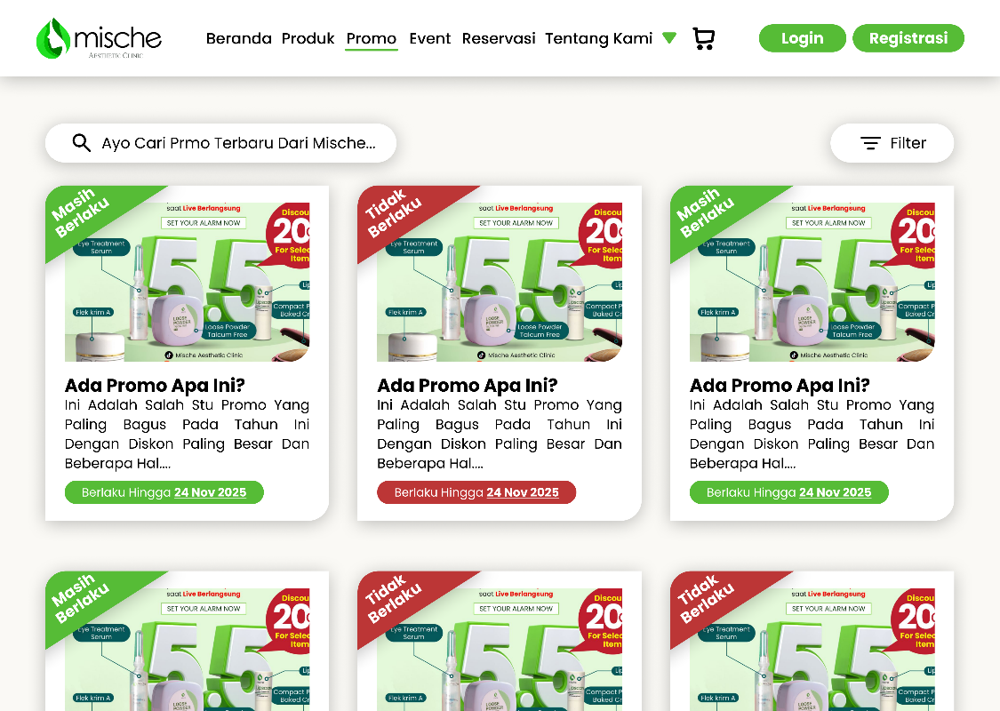 mische
AESTHETIC CLINIC
Beranda Produk Promo Event Reservasi Tentang Kami
Login
Registrasi
Ayo Cari Prmo Terbaru Dari Mische...
Filter
Masih
Berlaku
saat Live Berlangsung
SET YOUR ALARM NOW
Discou
20
For Selec
Item
Eye Treatment
Serum
55
Lip
Compact P
Baked Cr
Flek krim A
LOOSE
POWDER
Loose Powder
Talcum Free
Mische Aesthetic Clinic
Ada Promo Apa Ini?
Ini Adalah Salah Stu Promo Yang
Paling Bagus Pada Tahun Ini
Dengan Diskon Paling Besar Dan
Beberapa Hal....
Berlaku Hingga 24 Nov 2025
Tidak
Berlaku
saat Live Berlangsung
SET YOUR ALARM NOW
Discou
20
For Selec
Item
Eye Treatment
Serum
55
Lip
Compact P
Baked Cr
Flek krim A
LOOSE
POWDER
Loose Powder
Talcum Free
Mische Aesthetic Clinic
Ada Promo Apa Ini?
Ini Adalah Salah Stu Promo Yang
Paling Bagus Pada Tahun Ini
Dengan Diskon Paling Besar Dan
Beberapa Hal....
Berlaku Hingga 24 Nov 2025
Masih
Berlaku
saat Live Berlangsung
SET YOUR ALARM NOW
Discou
20
For Selec
Item
Eye Treatment
Serum
55
Lip
Compact P
Baked Cr
Flek krim A
LOOSE
POWDER
Loose Powder
Talcum Free
Mische Aesthetic Clinic
Ada Promo Apa Ini?
Ini Adalah Salah Stu Promo Yang
Paling Bagus Pada Tahun Ini
Dengan Diskon Paling Besar Dan
Beberapa Hal....
Berlaku Hingga 24 Nov 2025
Masih
Berlaku
saat Live Berlangsung
SET YOUR ALARM NOW
Discou
20
For Selec
Item
Eye Treatment
Serum
55
Lip
Compact P
Baked Cr
Flek krim A
LOOSE
POWDER
Tidak
Berlaku
saat Live Berlangsung
SET YOUR ALARM NOW
Discou
20
For Selec
Item
Eye Treatment
Serum
55
Lip
Compact P
Baked Cr
Flek krim A
LOOSE
POWDER
Tidak
Berlaku
saat Live Berlangsung
SET YOUR ALARM NOW
Discou
20
For Selec
Item
Eye Treatment
Serum
55
Lip
Compact P
Baked Cr
Flek krim A
LOOSE
POWDER